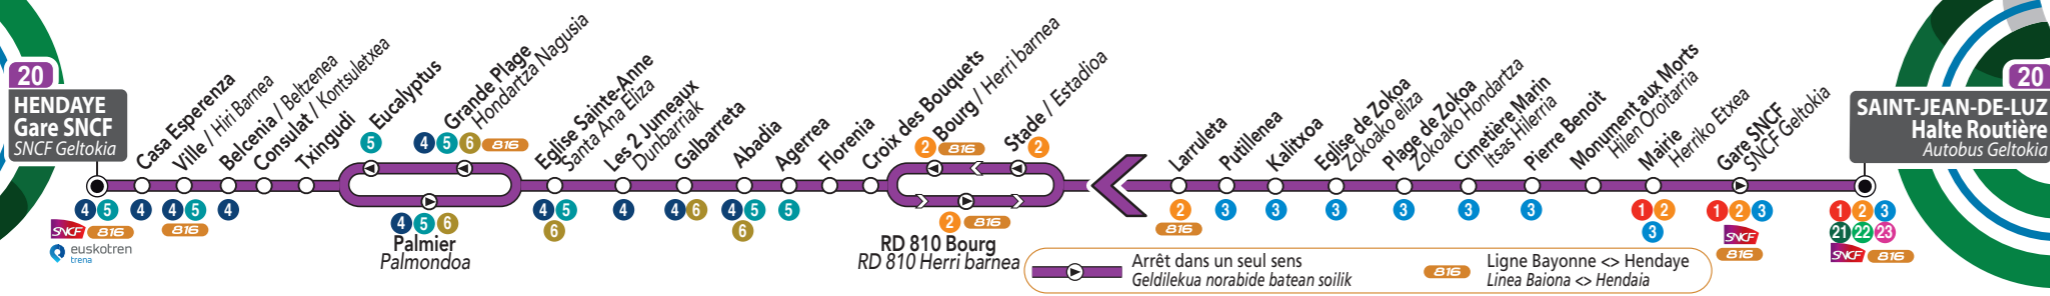 20
HENDAYE
Gare SNCF
SNCF Geltokia
4 5
SNCF 816
euskotren
trena
Casa Esperenza
4
Ville / Hiri Barnea
4 5
816
Belcenia / Beltzenea
4
Consulat / Kontsuletxea
Txingudi
Eucalyptus
5
Grande Plage
Hondartza Nagusia
4 5 6 816
4 5 6
Palmier
Palmondoa
Eglise Sainte-Anne
Santa Ana Eliza
4 5
6
Les 2 Jumeaux
Dunbarriak
4
Galbarreta
4 6
Abadia
4 5
6
Agerrea
5
Florenia
Croix des Bouquets
Bourg / Herri barnea
2 816
Stade / Estadioa
2
2 816
RD 810 Bourg
RD 810 Herri barnea
Larruleta
2
816
Putillenea
3
Kalitxoa
3
Eglise de Zokoa
Zokoako eliza
3
Plage de Zokoa
Zokoako Hondartza
3
Cimetière Marin
Itsas Hilerria
3
Pierre Benoit
3
Monument aux Morts
Hilen Oroitarria
Mairie
Herriko Etxea
1 2
3
Gare SNCF
SNCF Geltokia
1 2 3
SNCF
816
20
SAINT-JEAN-DE-LUZ
Halte Routière
Autobus Geltokia
1 2 3
21 22 23
SNCF 816
Arrêt dans un seul sens
Geldilekua norabide batean soilik
816
Ligne Bayonne <> Hendaye
Linea Baiona <> Hendaia